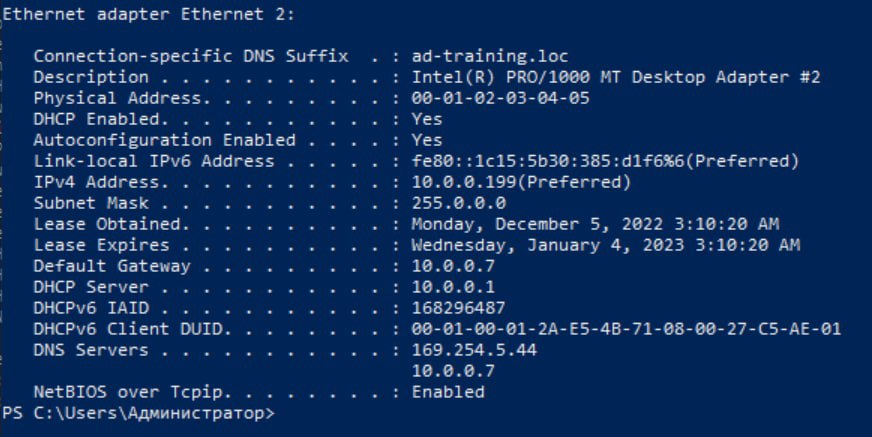 Ethernet adapter Ethernet 2:
Connection-specific DNS Suffix  . : ad-training.loc
Description . . . . . . . . . . . : Intel(R) PRO/1000 MT Desktop Adapter #2
Physical Address. . . . . . . . . : 00-01-02-03-04-05
DHCP Enabled. . . . . . . . . . . : Yes
Autoconfiguration Enabled . . . . : Yes
Link-local IPv6 Address . . . . . : fe80::1c15:5b30:385:d1f6%6(Preferred)
IPv4 Address. . . . . . . . . . . : 10.0.0.199(Preferred)
Subnet Mask . . . . . . . . . . . : 255.0.0.0
Lease Obtained. . . . . . . . . . : Monday, December 5, 2022 3:10:20 AM
Lease Expires . . . . . . . . . . : Wednesday, January 4, 2023 3:10:20 AM
Default Gateway . . . . . . . . . : 10.0.0.7
DHCP Server . . . . . . . . . . . : 10.0.0.1
DHCPv6 IAID . . . . . . . . . . . : 168296487
DHCPv6 Client DUID. . . . . . . . : 00-01-00-01-2A-E5-4B-71-08-00-27-C5-AE-01
DNS Servers . . . . . . . . . . . : 169.254.5.44
10.0.0.7
NetBIOS over Tcpip. . . . . . . . : Enabled
PS C:\Users\Администратор>